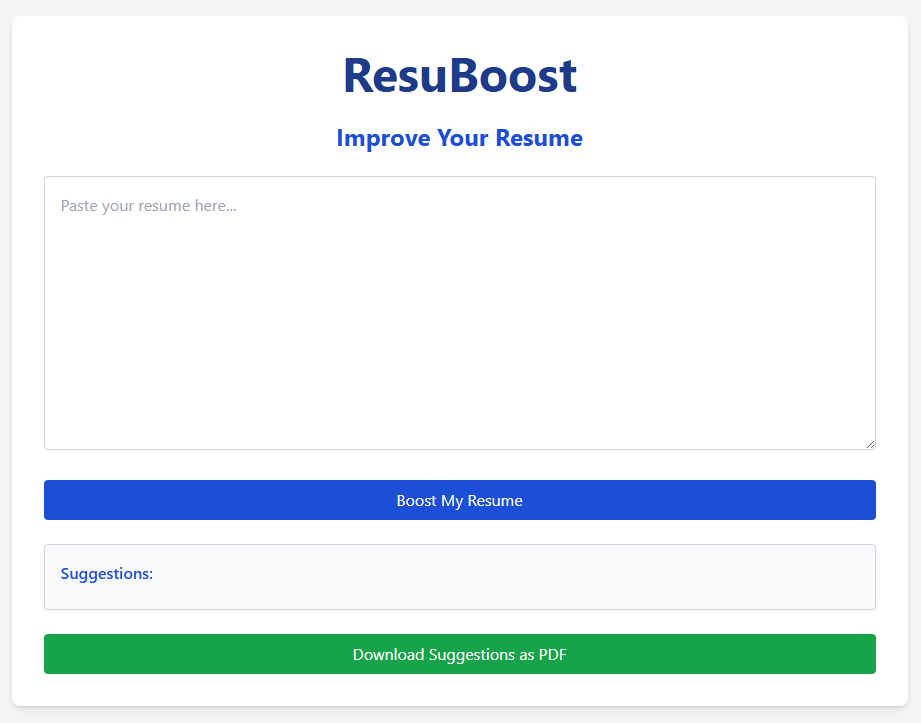 ResuBoost
Improve Your Resume
Paste your resume here...
Boost My Resume
Suggestions:
Download Suggestions as PDF